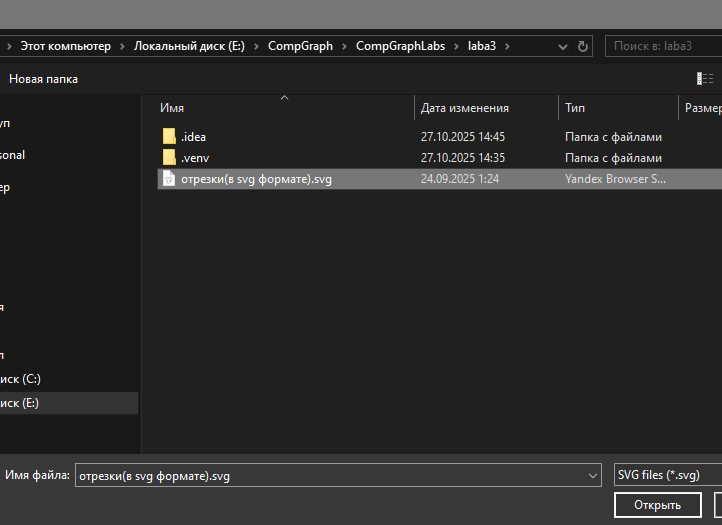 Этот компьютер > Локальный диск (E:) > CompGraph > CompGraphLabs > laba3 >
Поиск в: laba3
Новая папка
Имя Дата изменения Тип Размер
.idea 27.10.2025 14:45 Папка с файлами
.venv 27.10.2025 14:35 Папка с файлами
отрезки(в svg формате).svg 24.09.2025 1:24 Yandex Browser S...
уп
sonal
ер
я
л
иск (C:)
иск (E:)
Имя файла: отрезки(в svg формате).svg SVG files (*.svg)
Открыть